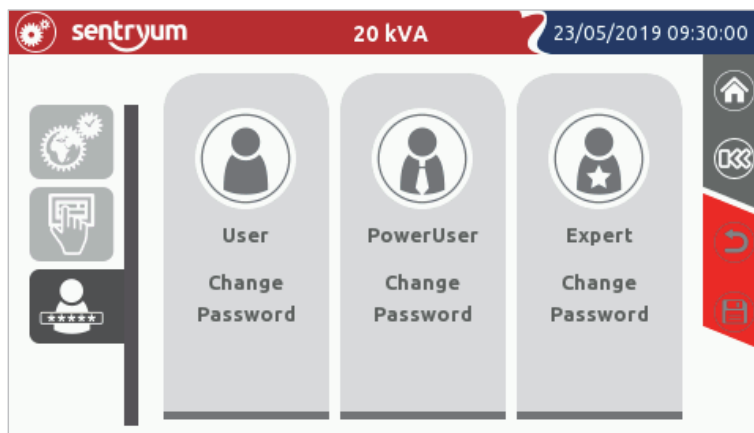 sentryum
20 kVA
23/05/2019 09:30:00
User
Change
Password
PowerUser
Change
Password
Expert
Change
Password
*****